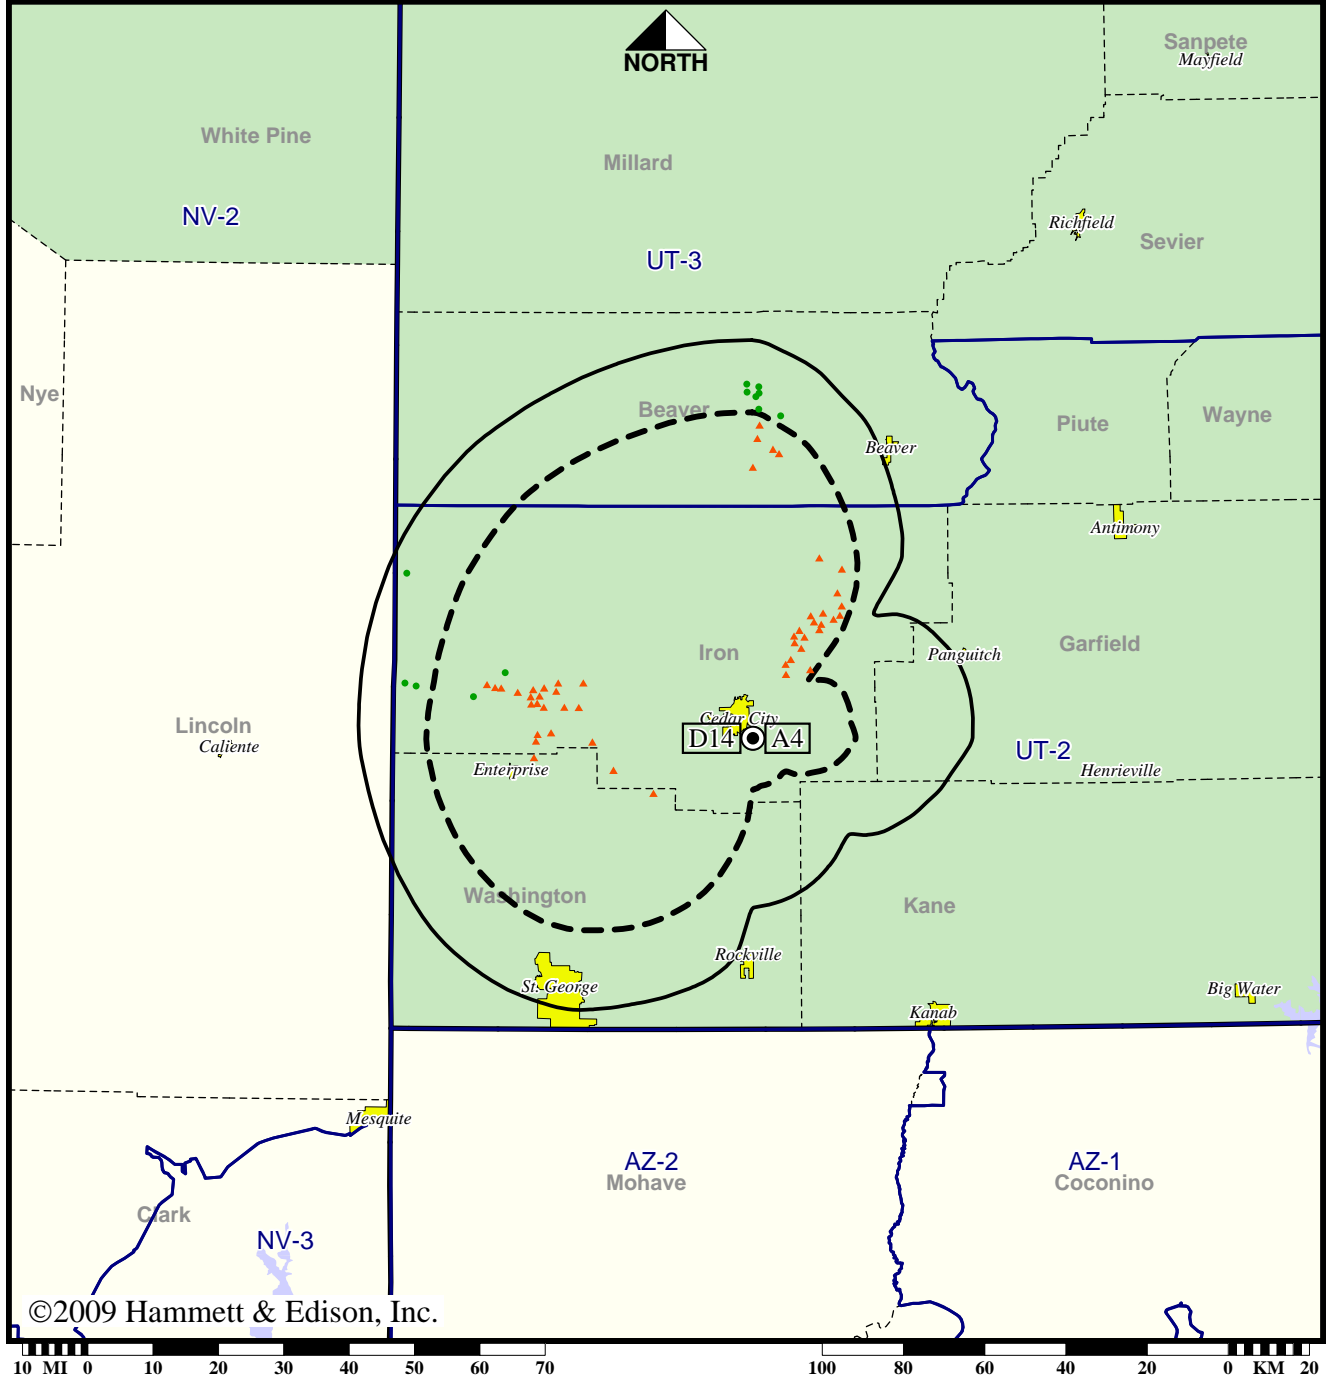 Sanpete
Mayfield
NORTH
White Pine
Millard
NV-2
Richfield
Sevier
UT-3
Nye
Beaver
Piute
Wayne
Beaver
Antimony
Iron
Garfield
Panguitch
Lincoln
Caliente
Cedar City
D14 A4
UT-2
Enterprise
Henrieville
Washington
Kane
Rockville
St. George
Big Water
Kanab
Mesquite
AZ-2
Mohave
AZ-1
Coconino
Clark
NV-3
©2009 Hammett & Edison, Inc.
10 MI 0 10 20 30 40 50 60 70 100 80 60 40 20 0 KM 20